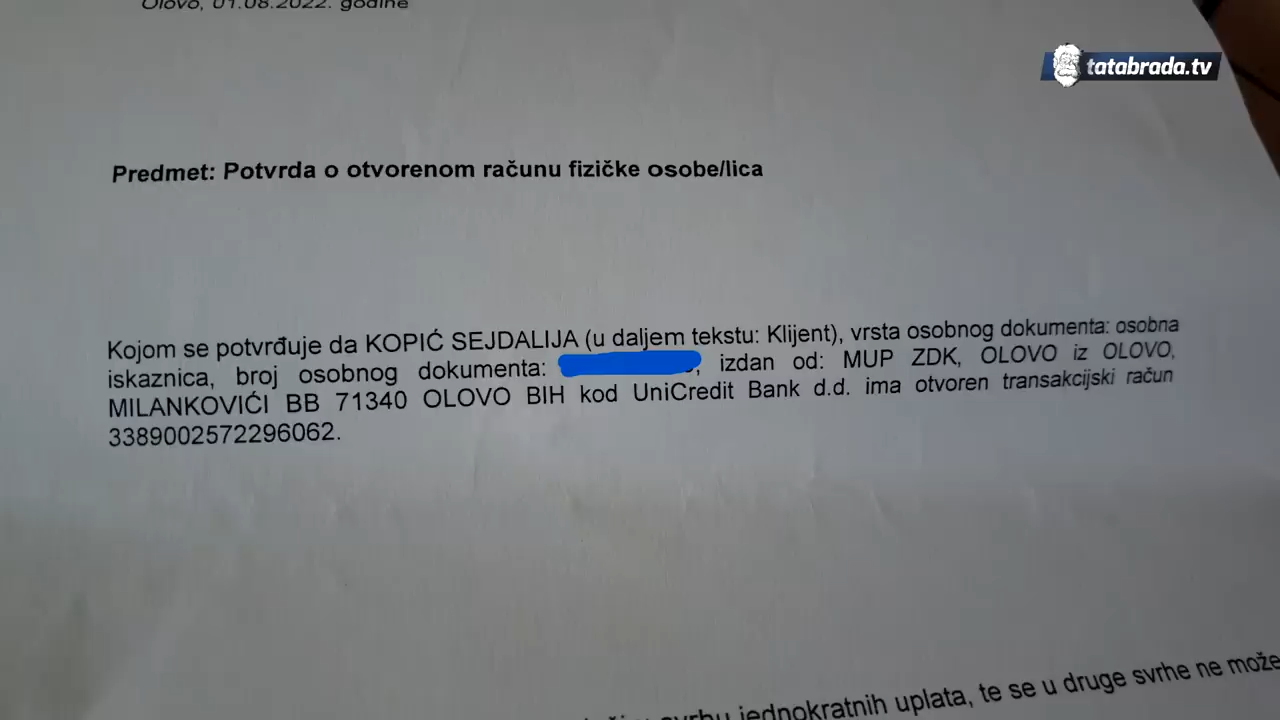 Olovo, 01.08.2022. godine
tatabrada.tv
Predmet: Potvrda o otvorenom računu fizičke osobe/lica
Kojom se potvrđuje da KOPIĆ SEJDALIJA (u daljem tekstu: Klijent), vrsta osobnog dokumenta: osobna
iskaznica, broj osobnog dokumenta: , izdan od: MUP ZDK, OLOVO iz OLOVO,
MILANKOVIĆI BB 71340 OLOVO BIH kod UniCredit Bank d.d. ima otvoren transakcijski račun
3389002572296062.
svrhu jednokratnih uplata, te se u druge svrhe ne može